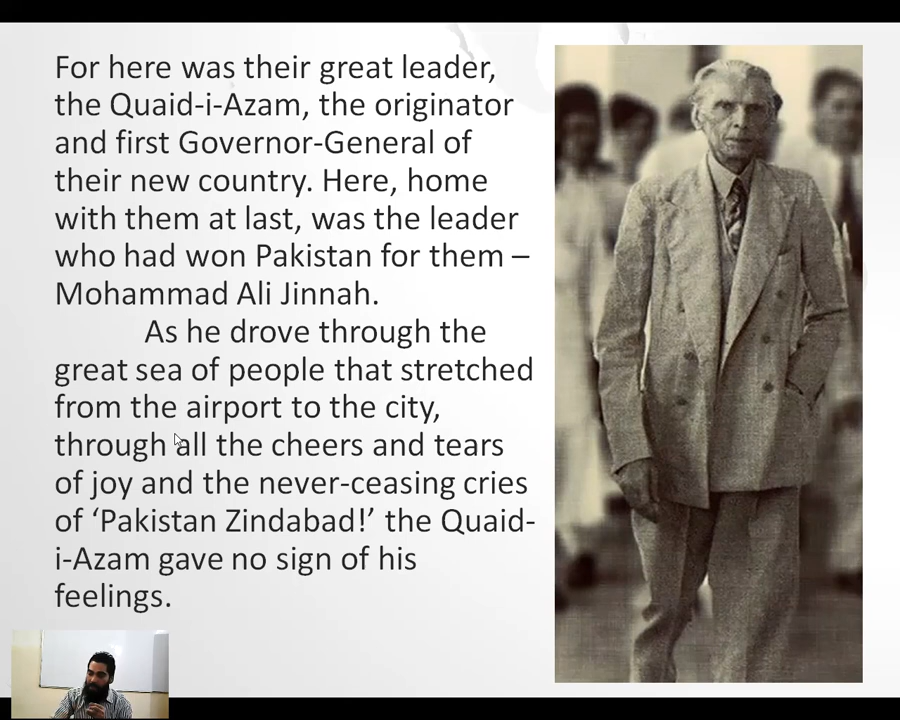 For here was their great leader,
the Quaid-i-Azam, the originator
and first Governor-General of
their new country. Here, home
with them at last, was the leader
who had won Pakistan for them –
Mohammad Ali Jinnah.
As he drove through the
great sea of people that stretched
from the airport to the city,
through all the cheers and tears
of joy and the never-ceasing cries
of ‘Pakistan Zindabad!’ the Quaid-
i-Azam gave no sign of his
feelings.